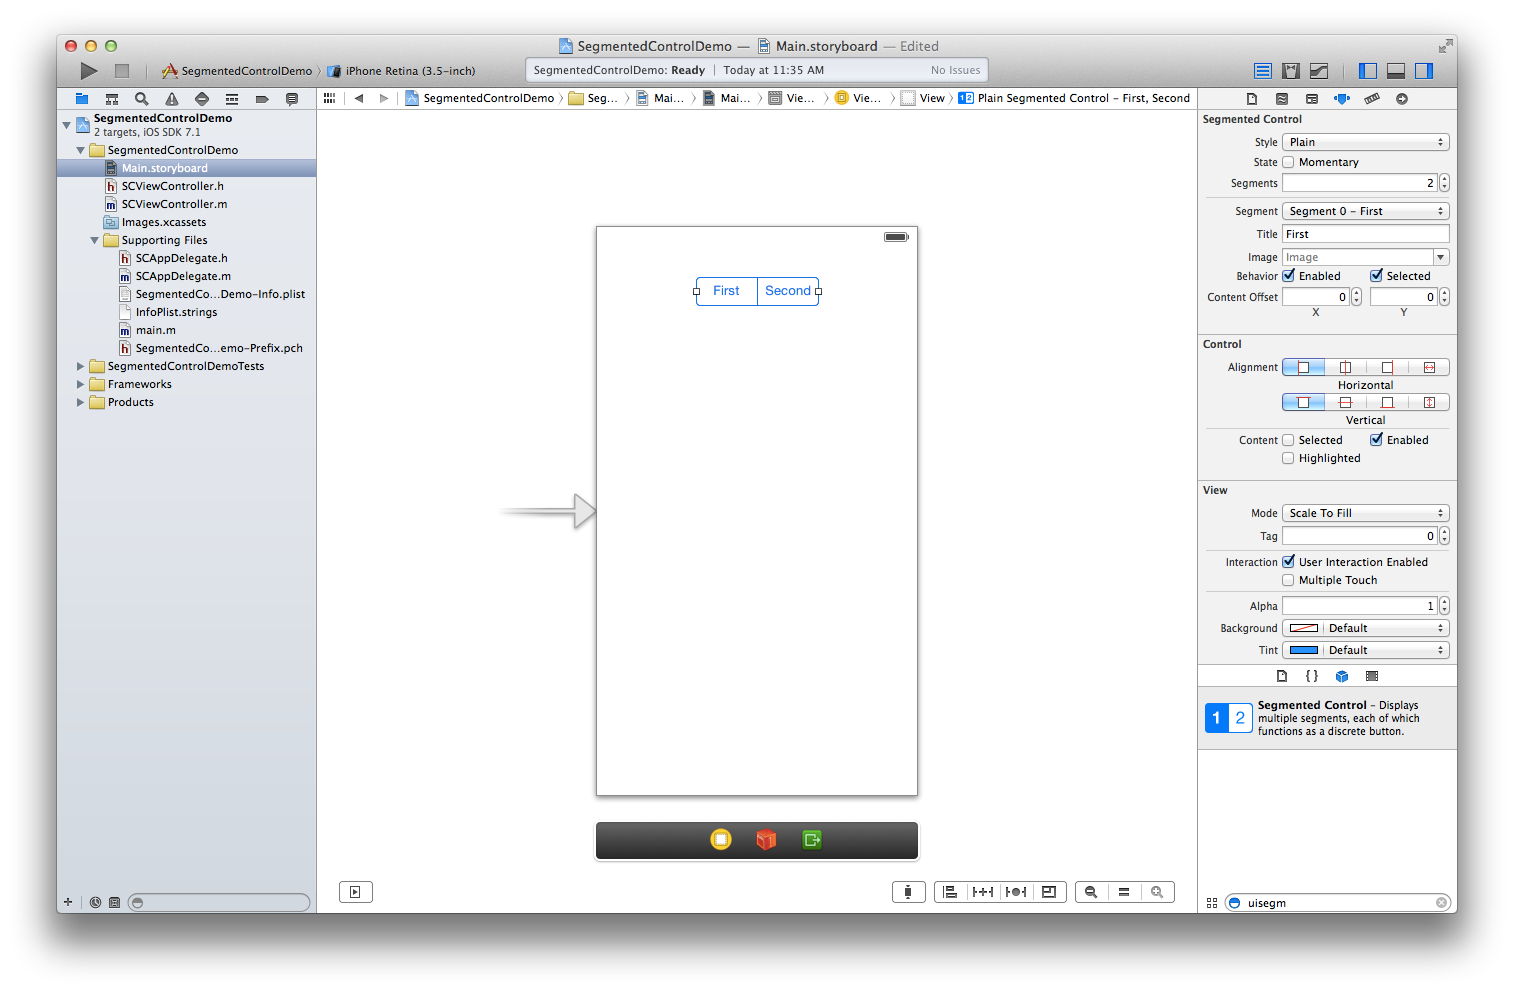 SegmentedControlDemo — Main.storyboard — Edited
SegmentedControlDemo 〉 iPhone Retina (3.5-inch)
SegmentedControlDemo: Ready | Today at 11:35 AM
No Issues
SegmentedControlDemo 〉 Seg... 〉 Mai... 〉 Mai... 〉 Vie... 〉 Vie... 〉 View 〉 Plain Segmented Control – First, Second
SegmentedControlDemo
2 targets, iOS SDK 7.1
SegmentedControlDemo
Main.storyboard
SCViewController.h
SCViewController.m
Images.xcassets
Supporting Files
SCAppDelegate.h
SCAppDelegate.m
SegmentedCo...Demo-Info.plist
InfoPlist.strings
main.m
SegmentedCo...emo-Prefix.pch
SegmentedControlDemoTests
Frameworks
Products
First
Second
Segmented Control
Style Plain
State Momentary
Segments 2
Segment Segment 0 – First
Title First
Image Image
Behavior Enabled Selected
Content Offset 0 0
X Y
Control
Alignment
Horizontal
Vertical
Content Selected Enabled
Highlighted
View
Mode Scale To Fill
Tag 0
Interaction User Interaction Enabled
Multiple Touch
Alpha 1
Background Default
Tint Default
{ }
1 2
Segmented Control – Displays
multiple segments, each of which
functions as a discrete button.
uisegm